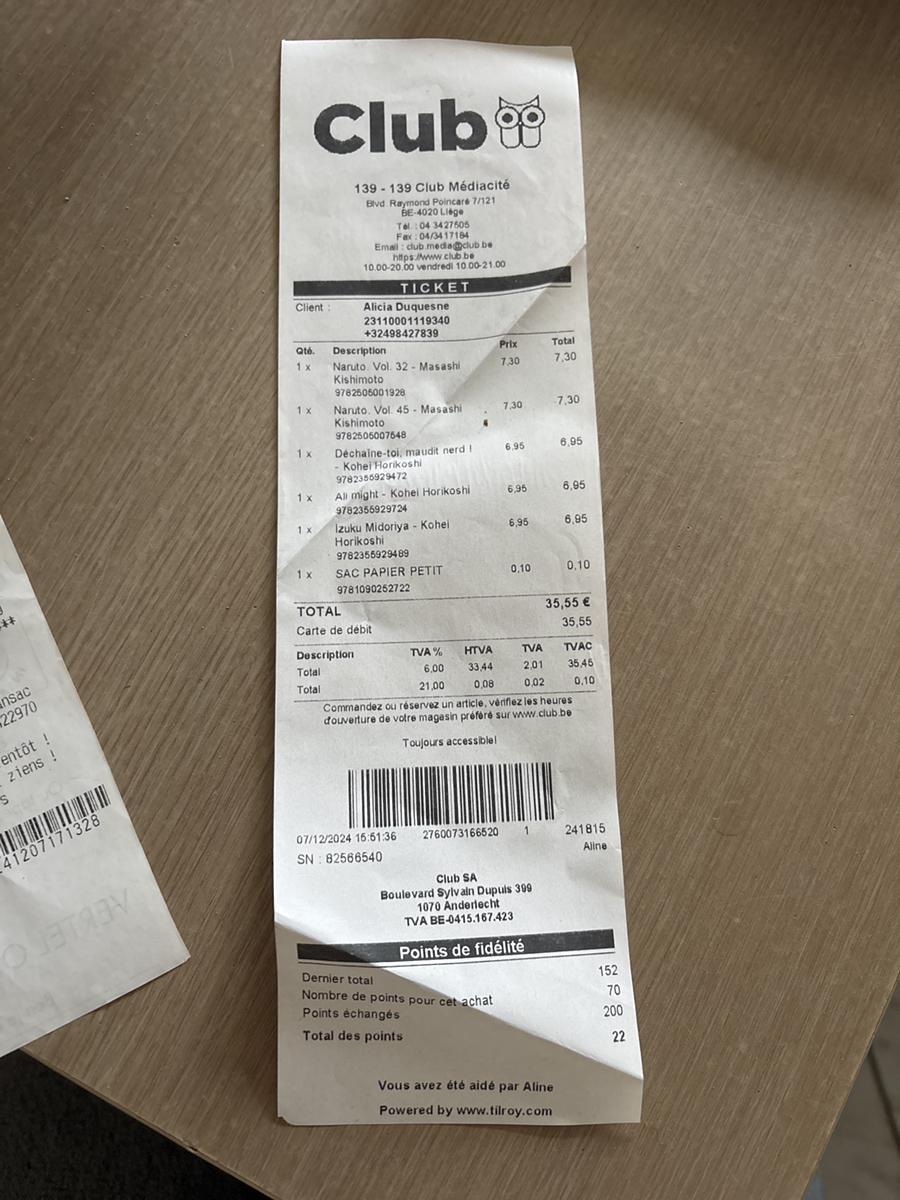 Club
139 - 139 Club Médiacité
Blvd. Raymond Poincaré 7/121
BE-4020 Liège
Tél. : 04 3427605
Fax : 04/3417184
Email : club.media@club.be
https://www.club.be
10.00-20.00 vendredi 10.00-21.00
TICKET
Client : Alicia Duquesne
23110001119340
+32498427839
Qté. Description Prix Total
1 x Naruto. Vol. 32 - Masashi 7,30 7,30
Kishimoto
9782505001928
1 x Naruto. Vol. 45 - Masashi 7,30 7,30
Kishimoto
9782505007548
1 x Déchaîne-toi, maudit nerd ! 6,95 6,95
- Kohei Horikoshi
9782355929472
1 x All might - Kohei Horikoshi 6,95 6,95
9782355929724
1 x Izuku Midoriya - Kohei 6,95 6,95
Horikoshi
9782355929489
1 x SAC PAPIER PETIT 0,10 0,10
9781090252722
TOTAL 35,55 €
Carte de débit 35,55
Description TVA % HTVA TVA TVAC
Total 6,00 33,44 2,01 35,45
Total 21,00 0,08 0,02 0,10
Commandez ou réservez un article, vérifiez les heures
d'ouverture de votre magasin préféré sur www.club.be
Toujours accessible!
07/12/2024 15:51:36 2760073166520 1 241815
Aline
SN : 82566540
Club SA
Boulevard Sylvain Dupuis 399
1070 Anderlecht
TVA BE-0415.167.423
Points de fidélité
Dernier total 152
Nombre de points pour cet achat 70
Points échangés 200
Total des points 22
Vous avez été aidé par Aline
Powered by www.tilroy.com
**
ansac
22970
entôt !
ziens !
s
41207171328